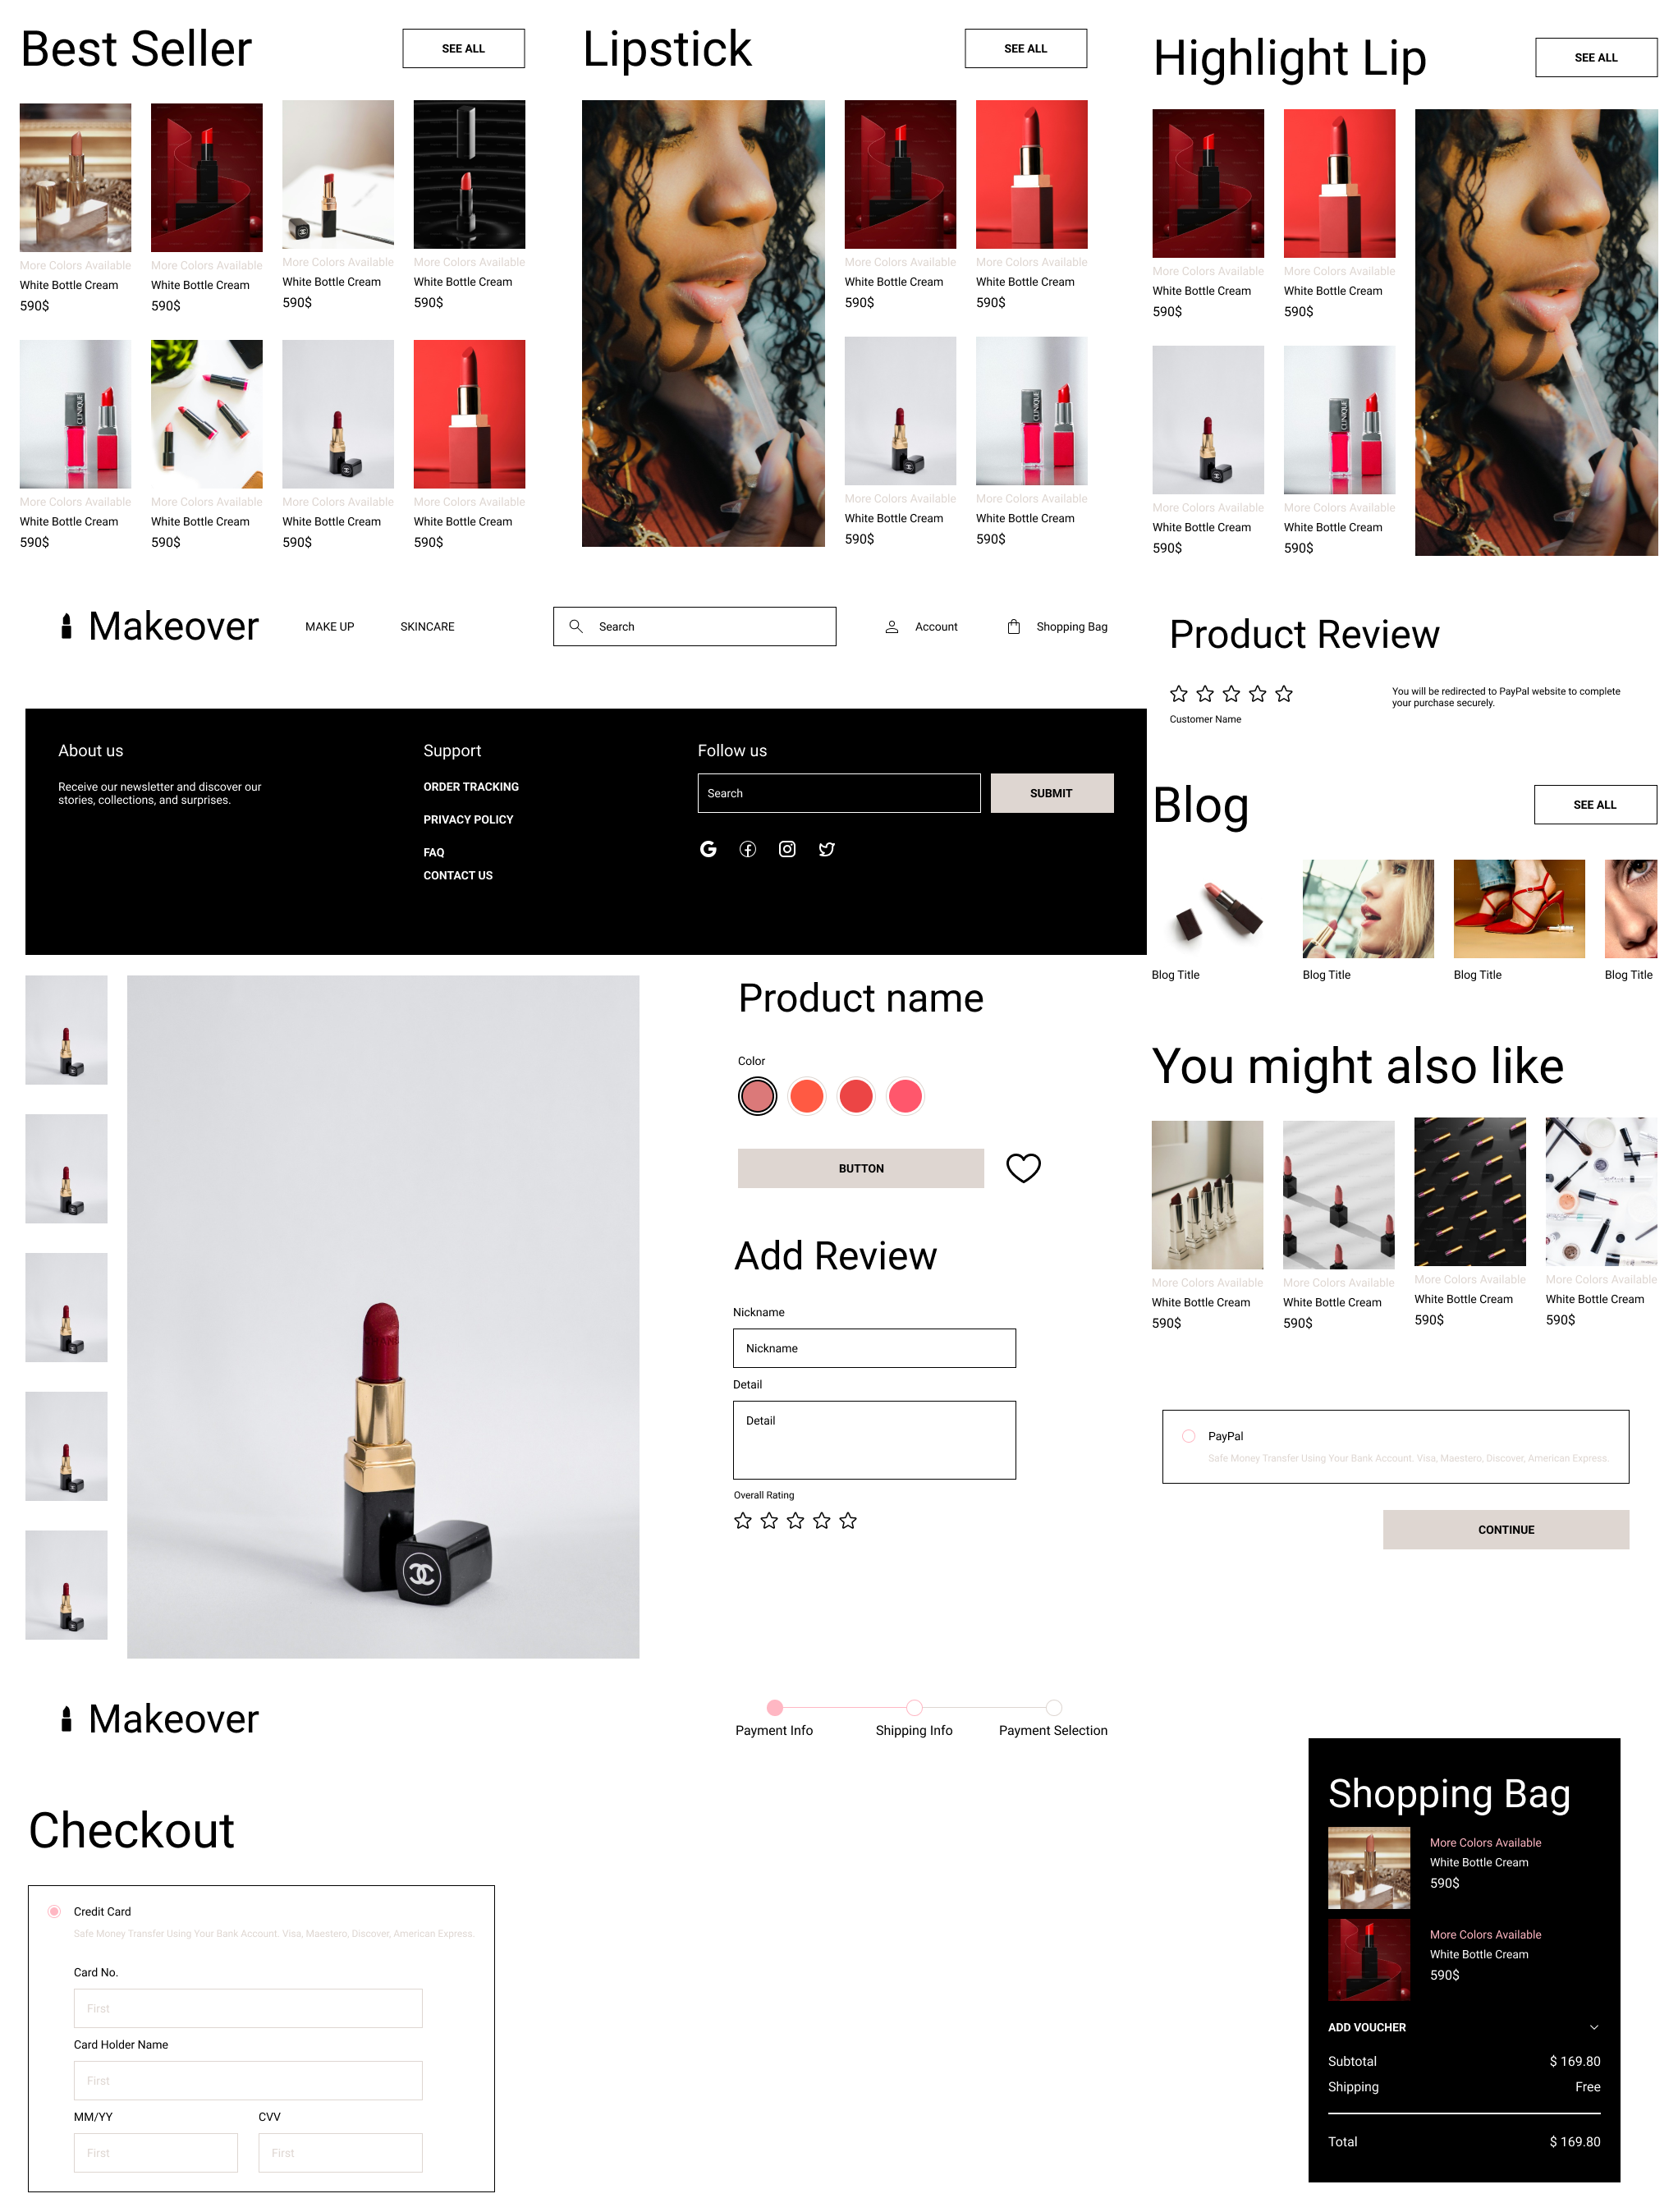 Best Seller
SEE ALL
More Colors Available
White Bottle Cream
590$
More Colors Available
White Bottle Cream
590$
More Colors Available
White Bottle Cream
590$
More Colors Available
White Bottle Cream
590$
CLINIQUE
More Colors Available
White Bottle Cream
590$
More Colors Available
White Bottle Cream
590$
More Colors Available
White Bottle Cream
590$
More Colors Available
White Bottle Cream
590$
Lipstick
SEE ALL
More Colors Available
White Bottle Cream
590$
More Colors Available
White Bottle Cream
590$
More Colors Available
White Bottle Cream
590$
CLINIQUE
More Colors Available
White Bottle Cream
590$
Highlight Lip
SEE ALL
More Colors Available
White Bottle Cream
590$
More Colors Available
White Bottle Cream
590$
More Colors Available
White Bottle Cream
590$
CLINIQUE
More Colors Available
White Bottle Cream
590$
Makeover
MAKE UP
SKINCARE
Search
Account
Shopping Bag
Product Review
Customer Name
You will be redirected to PayPal website to complete
your purchase securely.
About us
Receive our newsletter and discover our
stories, collections, and surprises.
Support
ORDER TRACKING
PRIVACY POLICY
FAQ
CONTACT US
Follow us
Search
SUBMIT
Blog
SEE ALL
Blog Title
Blog Title
Blog Title
Blog Title
Product name
Color
BUTTON
Add Review
Nickname
Nickname
Detail
Detail
Overall Rating
You might also like
More Colors Available
White Bottle Cream
590$
More Colors Available
White Bottle Cream
590$
More Colors Available
White Bottle Cream
590$
More Colors Available
White Bottle Cream
590$
PayPal
Safe Money Transfer Using Your Bank Account. Visa, Maestero, Discover, American Express.
CONTINUE
Makeover
Payment Info
Shipping Info
Payment Selection
Checkout
Credit Card
Safe Money Transfer Using Your Bank Account. Visa, Maestero, Discover, American Express.
Card No.
First
Card Holder Name
First
MM/YY
CVV
First
First
Shopping Bag
More Colors Available
White Bottle Cream
590$
More Colors Available
White Bottle Cream
590$
ADD VOUCHER
Subtotal
$ 169.80
Shipping
Free
Total
$ 169.80